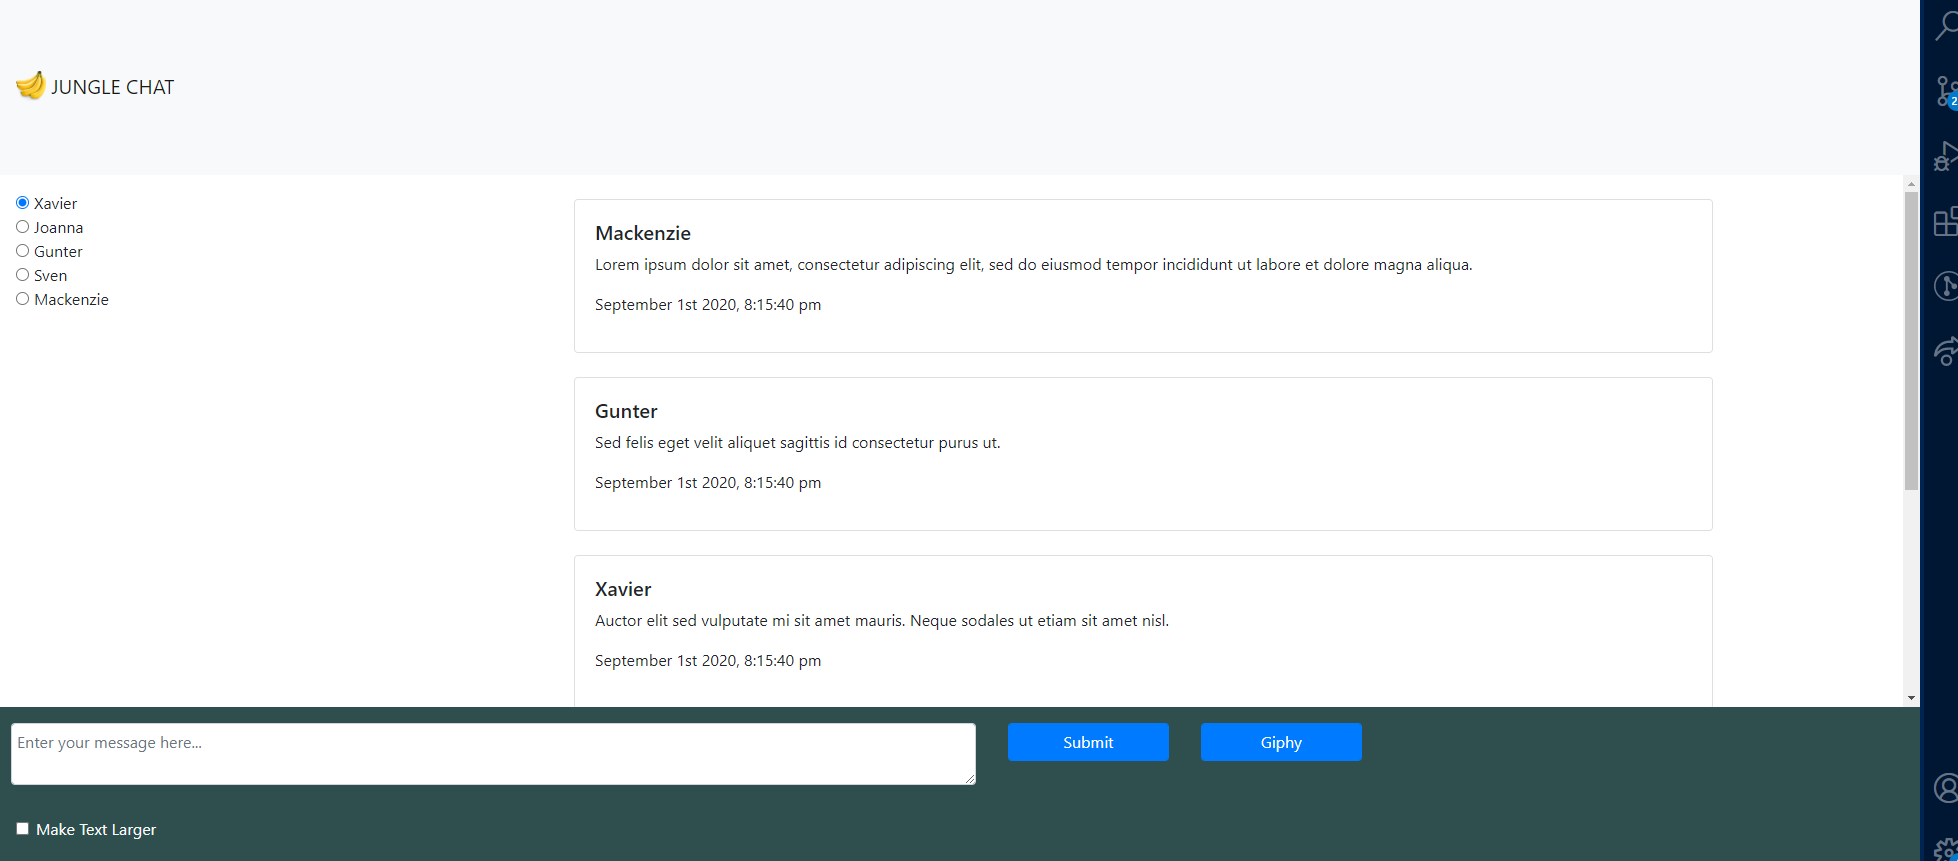 JUNGLE CHAT
Xavier
Joanna
Gunter
Sven
Mackenzie
Mackenzie
Lorem ipsum dolor sit amet, consectetur adipiscing elit, sed do eiusmod tempor incididunt ut labore et dolore magna aliqua.
September 1st 2020, 8:15:40 pm
Gunter
Sed felis eget velit aliquet sagittis id consectetur purus ut.
September 1st 2020, 8:15:40 pm
Xavier
Auctor elit sed vulputate mi sit amet mauris. Neque sodales ut etiam sit amet nisl.
September 1st 2020, 8:15:40 pm
Enter your message here...
Submit
Giphy
Make Text Larger
2